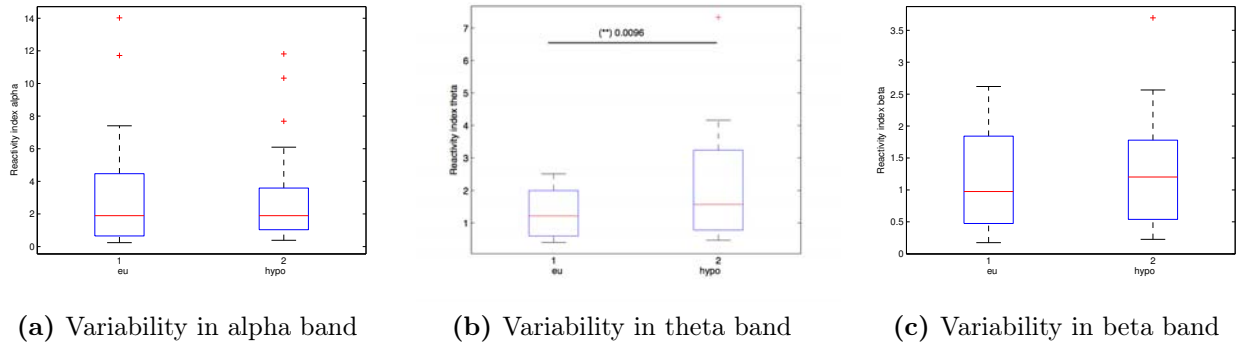 14
12
10
8
6
4
2
0
Reactivity index alpha
1
eu
2
hypo
7
6
5
4
3
2
1
Reactivity index theta
(**) 0.0096
1
eu
2
hypo
3.5
3
2.5
2
1.5
1
0.5
0
Reactivity index beta
1
eu
2
hypo
(a) Variability in alpha band
(b) Variability in theta band
(c) Variability in beta band